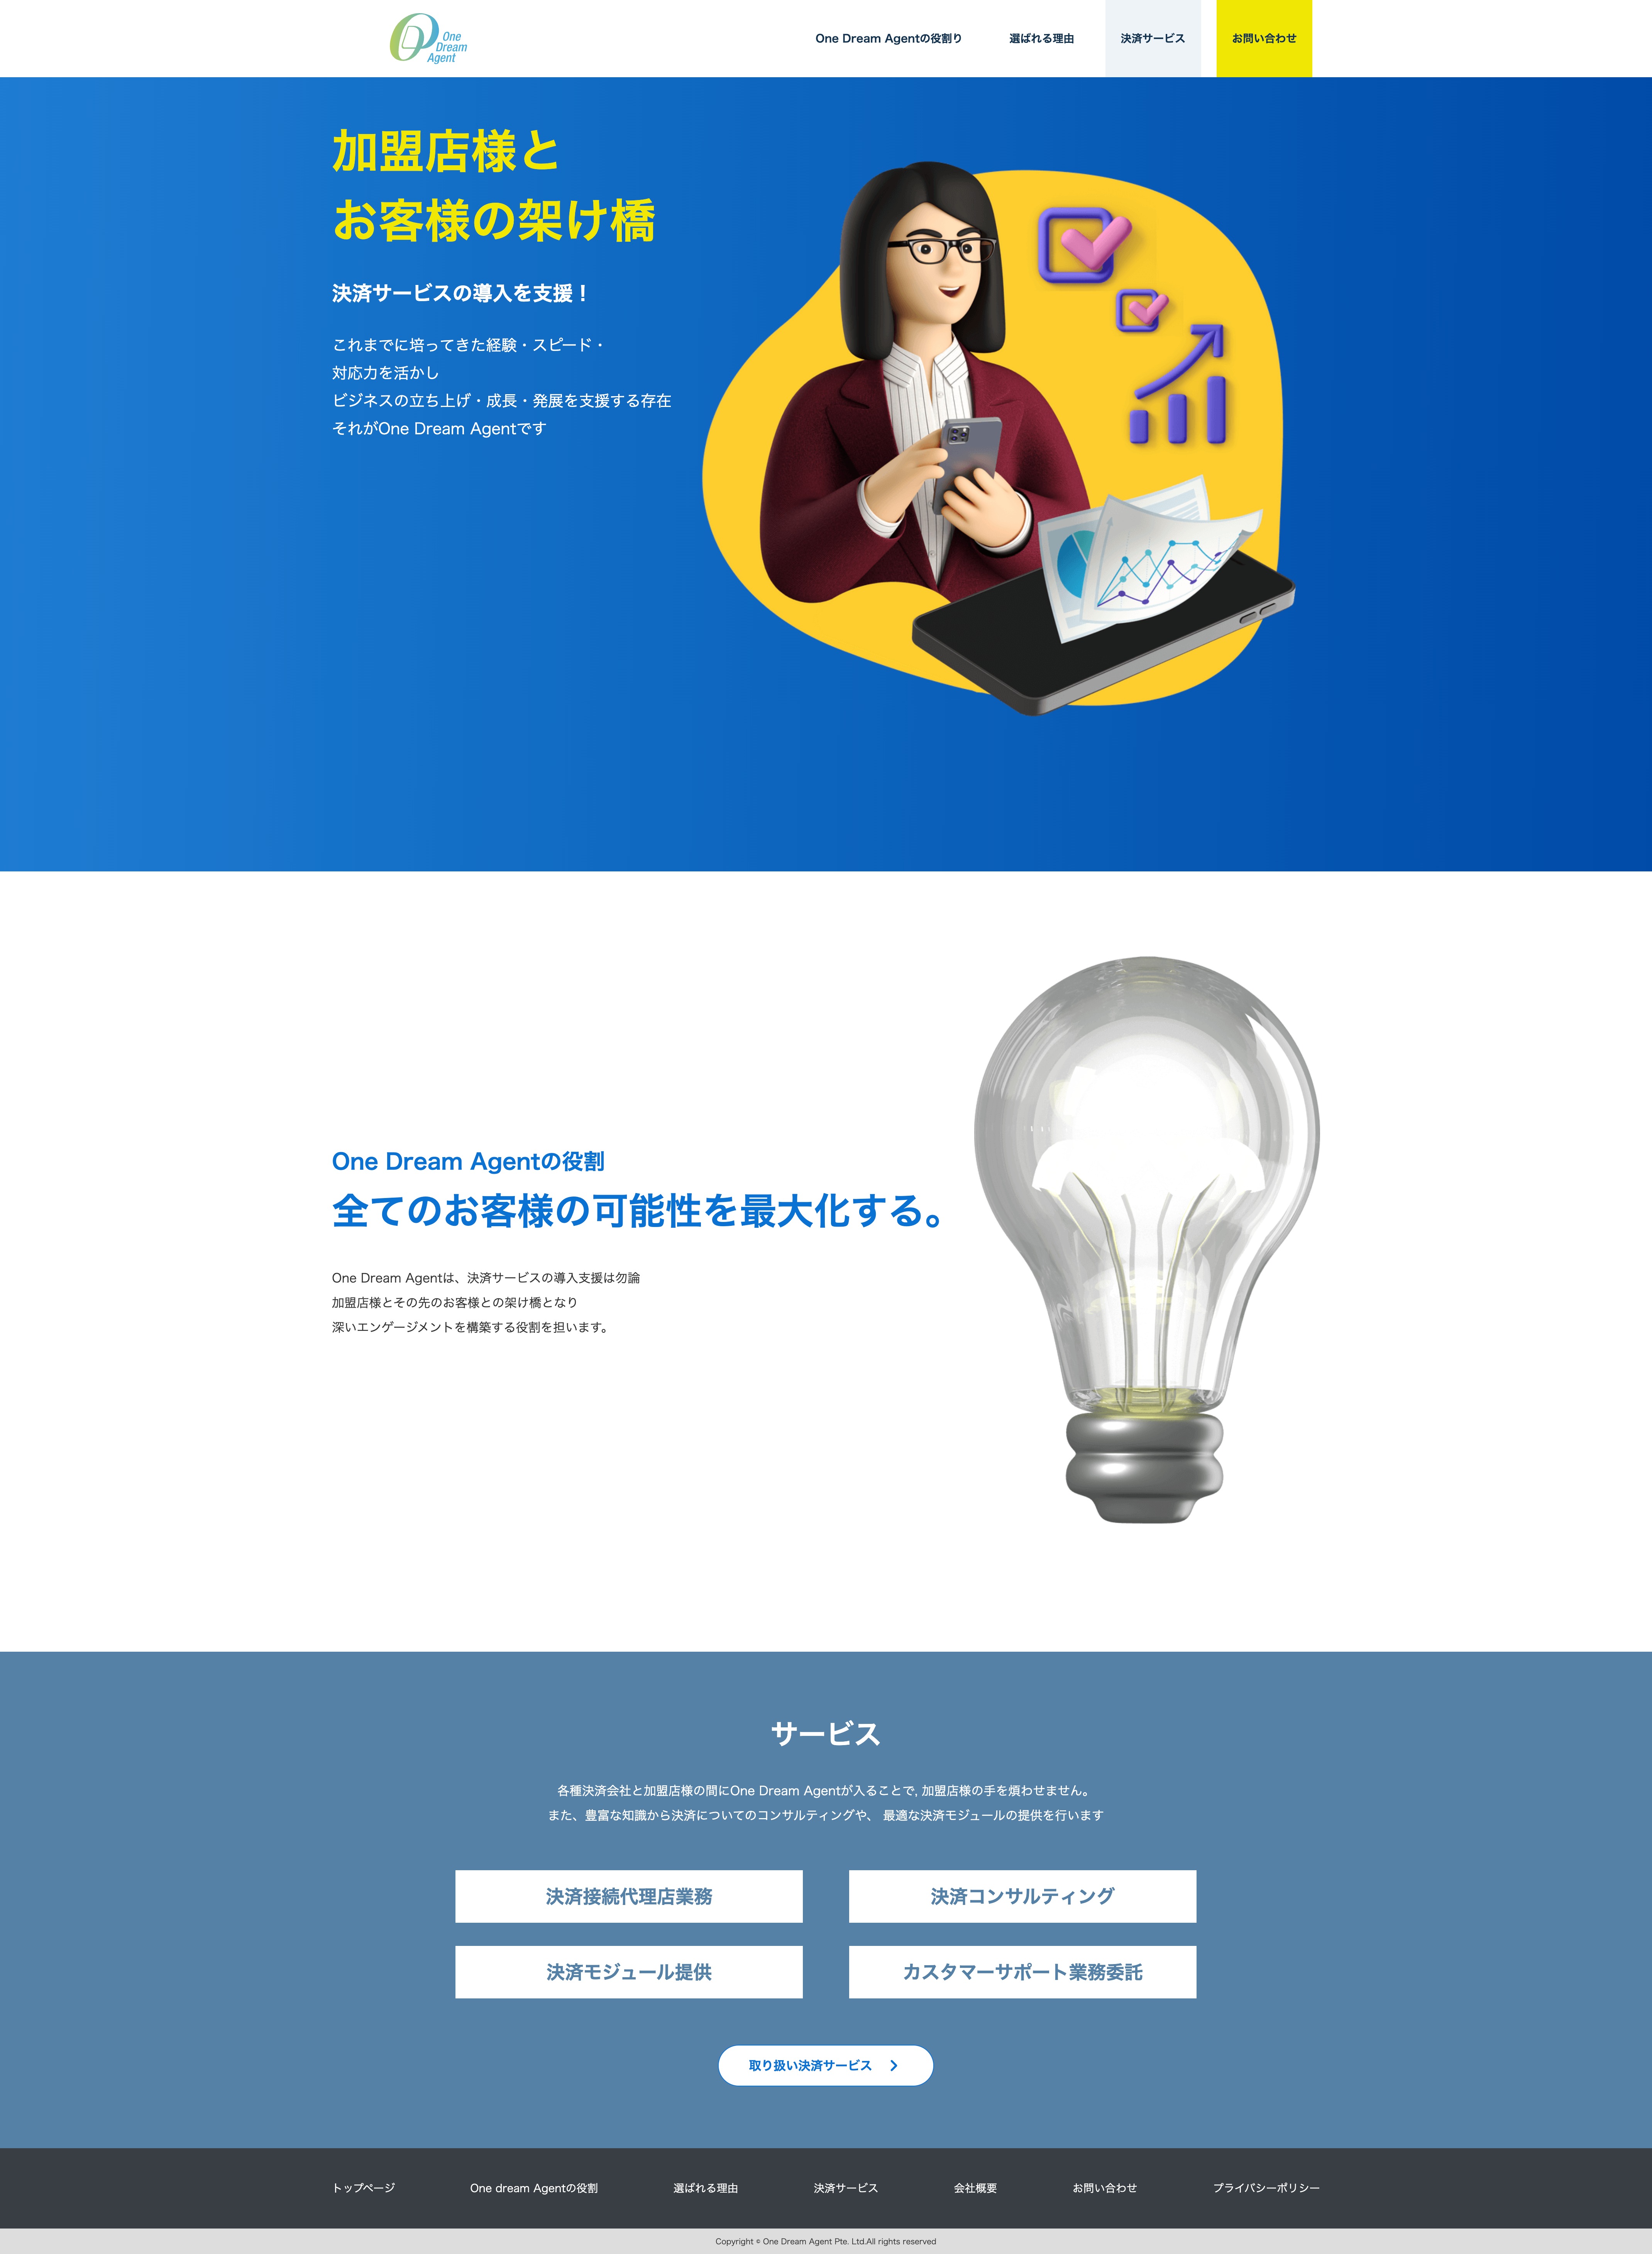 One
Dream
Agent
One Dream Agentの役割り
選ばれる理由
決済サービス
お問い合わせ
加盟店様と
お客様の架け橋
決済サービスの導入を支援！
これまでに培ってきた経験・スピード・
対応力を活かし
ビジネスの立ち上げ・成長・発展を支援する存在
それがOne Dream Agentです
One Dream Agentの役割
全てのお客様の可能性を最大化する。
One Dream Agentは、決済サービスの導入支援は勿論
加盟店様とその先のお客様との架け橋となり
深いエンゲージメントを構築する役割を担います。
サービス
各種決済会社と加盟店様の間にOne Dream Agentが入ることで, 加盟店様の手を煩わせません。
また、豊富な知識から決済についてのコンサルティングや、 最適な決済モジュールの提供を行います
決済接続代理店業務
決済コンサルティング
決済モジュール提供
カスタマーサポート業務委託
取り扱い決済サービス
トップページ
One dream Agentの役割
選ばれる理由
決済サービス
会社概要
お問い合わせ
プライバシーポリシー
Copyright © One Dream Agent Pte. Ltd.All rights reserved